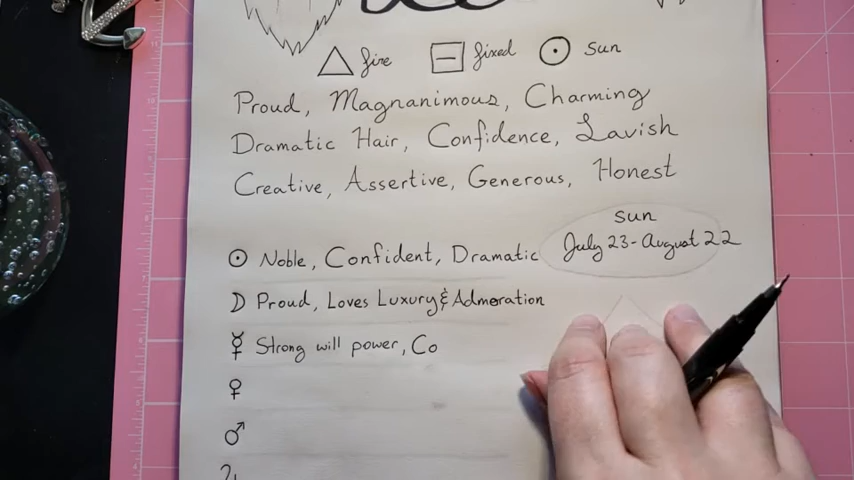 fire fixed sun
Proud, Magnanimous, Charming
Dramatic Hair, Confidence, Lavish
Creative, Assertive, Generous, Honest
sun
July 23-August 22
☉ Noble, Confident, Dramatic
☽ Proud, Loves Luxury & Admoration
☿ Strong will power, Co
♀
♂